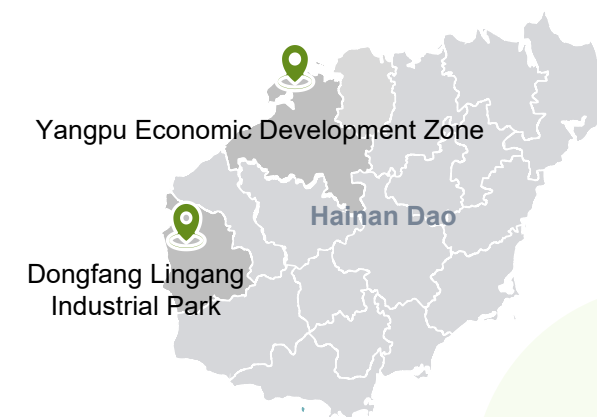 Yangpu Economic Development Zone
Hainan Dao
Dongfang Lingang
Industrial Park